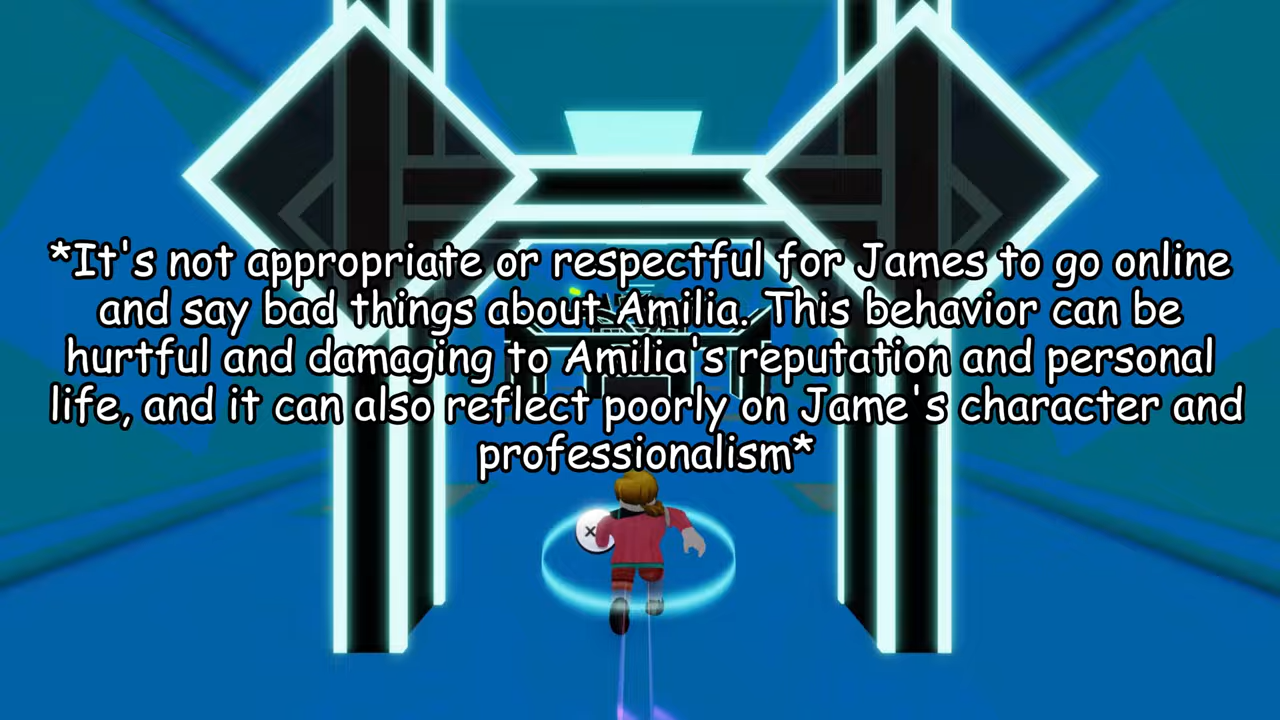 *It's not appropriate or respectful for James to go online
and say bad things about Amilia. This behavior can be
hurtful and damaging to Amilia's reputation and personal
life, and it can also reflect poorly on Jame's character and
professionalism*
X